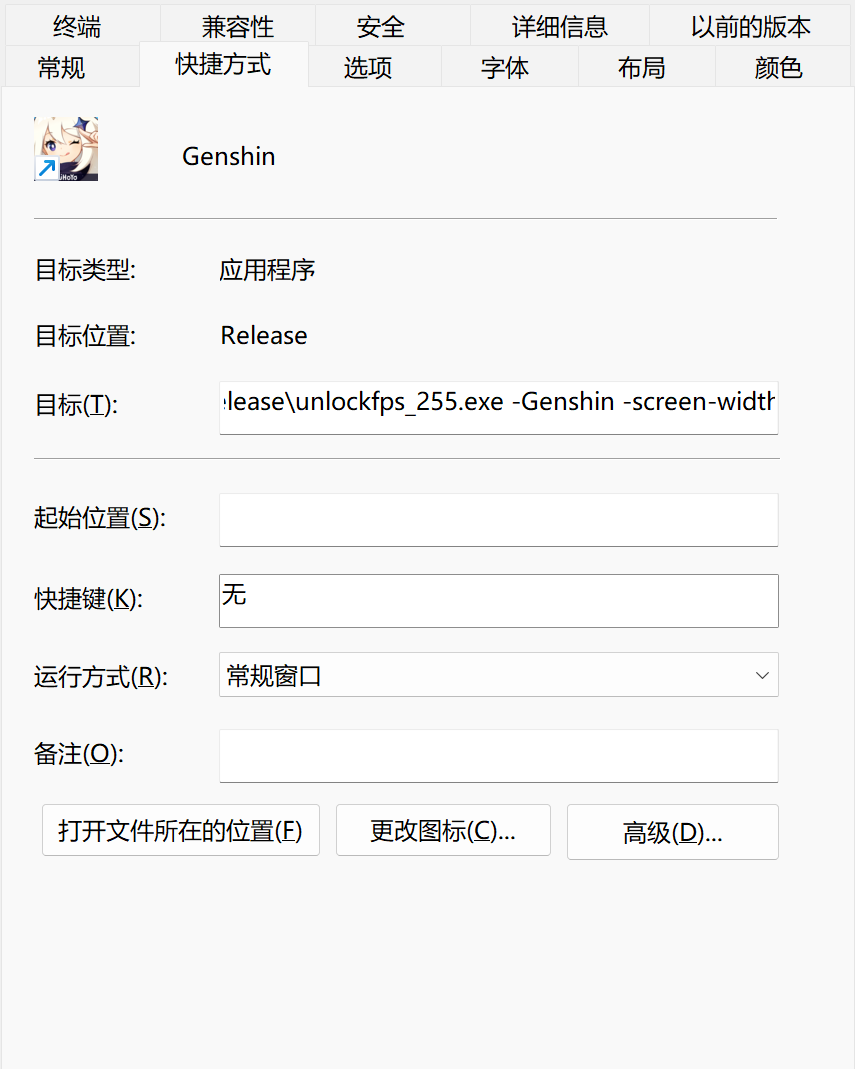 终端 兼容性 安全 详细信息 以前的版本
常规 快捷方式 选项 字体 布局 颜色
Genshin
目标类型: 应用程序
目标位置: Release
目标(T): elease\unlockfps_255.exe -Genshin -screen-width
起始位置(S):
快捷键(K): 无
运行方式(R): 常规窗口
备注(O):
打开文件所在的位置(F) 更改图标(C)... 高级(D)...